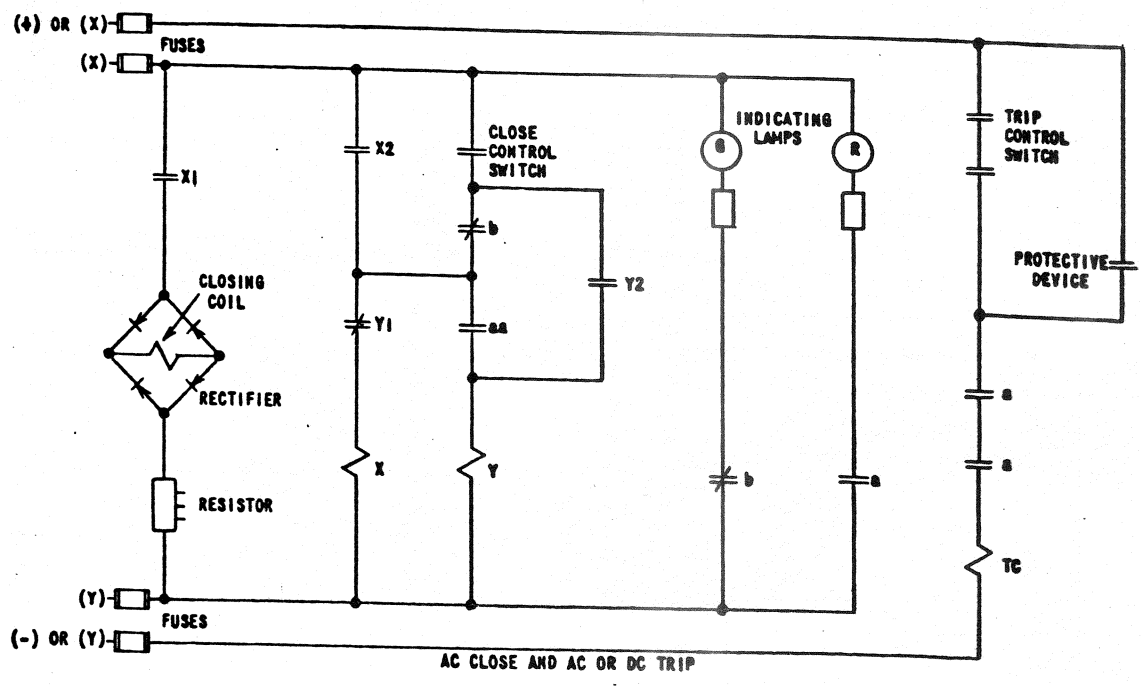 (+) OR (X)
FUSES
(X)
X1
X2
CLOSE
CONTROL
SWITCH
INDICATING
LAMPS
G
R
TRIP
CONTROL
SWITCH
b
Y2
PROTECTIVE
DEVICE
CLOSING
COIL
Y1
aa
RECTIFIER
a
a
X
Y
b
a
RESISTOR
TC
(Y)
FUSES
(-) OR (Y)
AC CLOSE AND AC OR DC TRIP